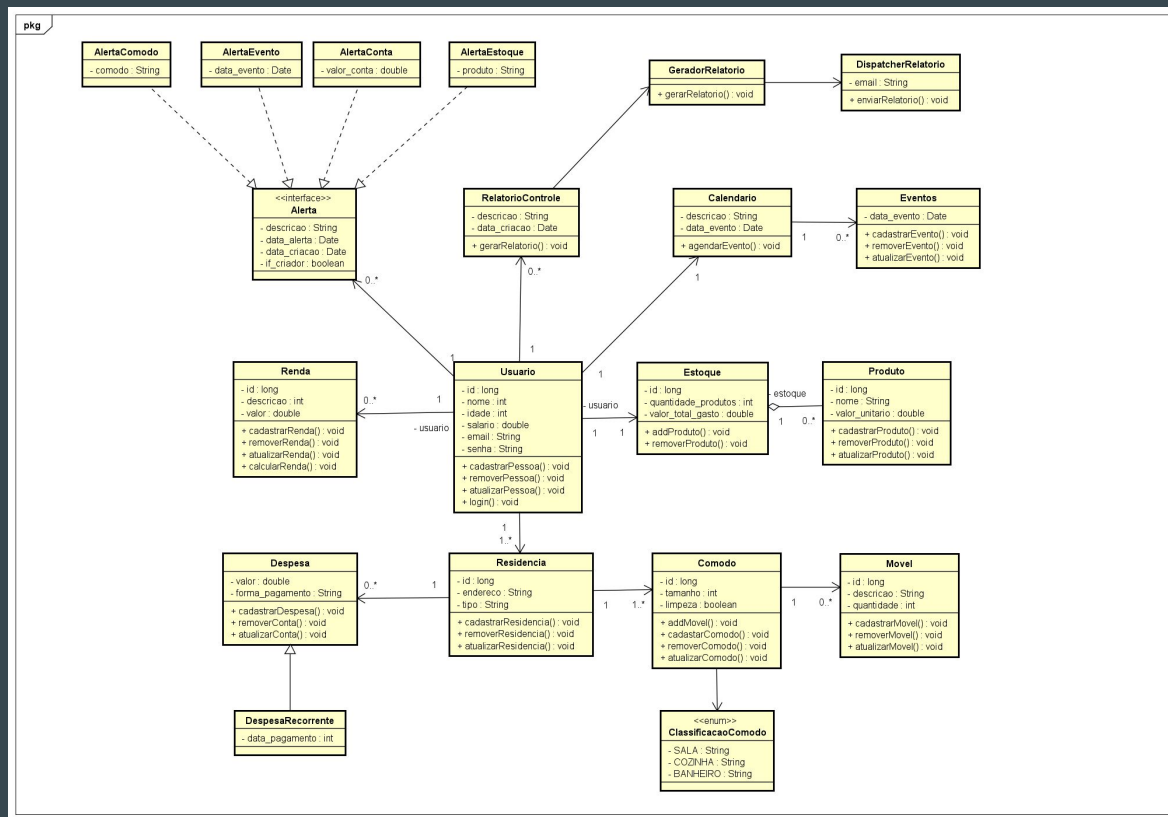 pkg
AlertaComodo
- comodo : String
AlertaEvento
- data_evento : Date
AlertaConta
- valor_conta : double
AlertaEstoque
- produto : String
GeradorRelatorio
+ gerarRelatorio() : void
DispatcherRelatorio
- email : String
+ enviarRelatorio() : void
<<interface>>
Alerta
- descricao : String
- data_alerta : Date
- data_criacao : Date
- if_criador : boolean
0..*
RelatorioControle
- descricao : String
- data_criacao : Date
+ gerarRelatorio() : void
0..*
Calendario
- descricao : String
- data_evento : Date
+ agendarEvento() : void
1
1
0..*
Eventos
- data_evento : Date
+ cadastrarEvento() : void
+ removerEvento() : void
+ atualizarEvento() : void
1
1
1
Renda
- id : long
- descricao : int
- valor : double
+ cadastrarRenda() : void
+ removerRenda() : void
+ atualizarRenda() : void
+ calcularRenda() : void
0..*
1
- usuario
Usuario
- id : long
- nome : int
- idade : int
- salario : double
- email : String
- senha : String
+ cadastrarPessoa() : void
+ removerPessoa() : void
+ atualizarPessoa() : void
+ login() : void
- usuario
1
1
Estoque
- id : long
- quantidade_produtos : int
- valor_total_gasto : double
+ addProduto() : void
+ removerProduto() : void
- estoque
1
0..*
Produto
- id : long
- nome : String
- valor_unitario : double
+ cadastrarProduto() : void
+ removerProduto() : void
+ atualizarProduto() : void
1
1..*
Despesa
- valor : double
- forma_pagamento : String
+ cadastrarDespesa() : void
+ removerConta() : void
+ atualizarConta() : void
0..*
1
Residencia
- id : long
- endereco : String
- tipo : String
+ cadastrarResidencia() : void
+ removerResidencia() : void
+ atualizarResidencia() : void
1
1..*
Comodo
- id : long
- tamanho : int
- limpeza : boolean
+ addMovel() : void
+ cadastarComodo() : void
+ removerComodo() : void
+ atualizarComodo() : void
1
0..*
Movel
- id : long
- descricao : String
- quantidade : int
+ cadastrarMovel() : void
+ removerMovel() : void
+ atualizarMovel() : void
DespesaRecorrente
- data_pagamento : int
<<enum>>
ClassificacaoComodo
- SALA : String
- COZINHA : String
- BANHEIRO : String